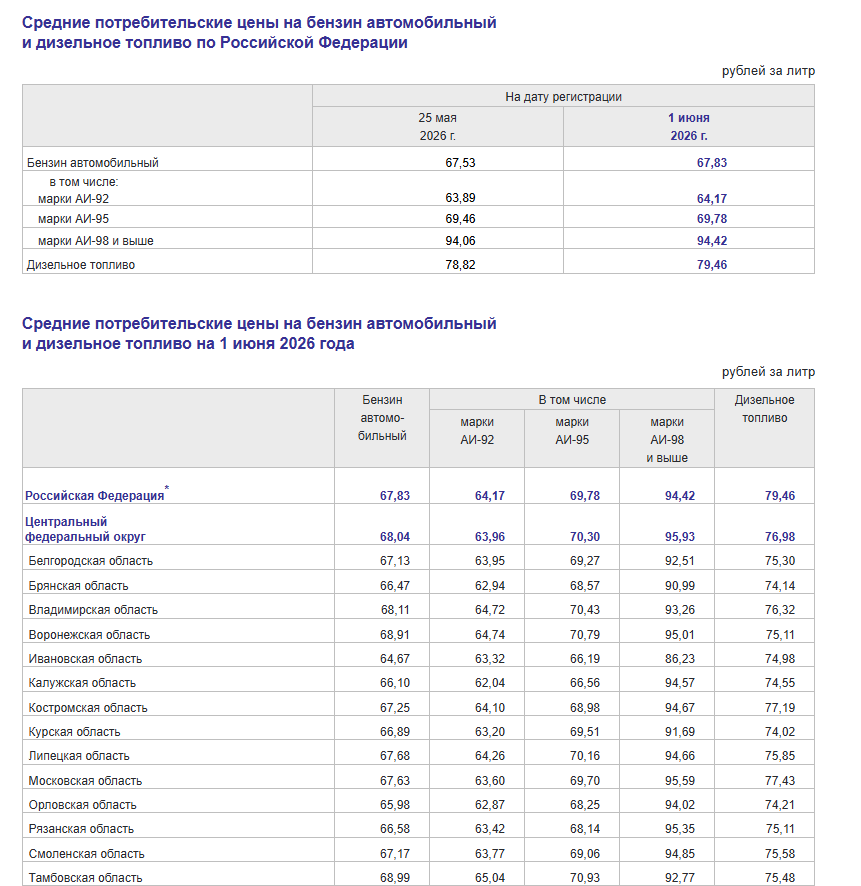 Средние потребительские цены на бензин автомобильный
и дизельное топливо по Российской Федерации
рублей за литр
На дату регистрации
25 мая 1 июня
2026 г. 2026 г.
Бензин автомобильный 67,53 67,83
в том числе:
марки АИ-92 63,89 64,17
марки АИ-95 69,46 69,78
марки АИ-98 и выше 94,06 94,42
Дизельное топливо 78,82 79,46
Средние потребительские цены на бензин автомобильный
и дизельное топливо на 1 июня 2026 года
рублей за литр
Бензин
автомо-
бильный
В том числе
марки
АИ-92
марки
АИ-95
марки
АИ-98
и выше
Дизельное
топливо
Российская Федерация* 67,83 64,17 69,78 94,42 79,46
Центральный
федеральный округ 68,04 63,96 70,30 95,93 76,98
Белгородская область 67,13 63,95 69,27 92,51 75,30
Брянская область 66,47 62,94 68,57 90,99 74,14
Владимирская область 68,11 64,72 70,43 93,26 76,32
Воронежская область 68,91 64,74 70,79 95,01 75,11
Ивановская область 64,67 63,32 66,19 86,23 74,98
Калужская область 66,10 62,04 66,56 94,57 74,55
Костромская область 67,25 64,10 68,98 94,67 77,19
Курская область 66,89 63,20 69,51 91,69 74,02
Липецкая область 67,68 64,26 70,16 94,66 75,85
Московская область 67,63 63,60 69,70 95,59 77,43
Орловская область 65,98 62,87 68,25 94,02 74,21
Рязанская область 66,58 63,42 68,14 95,35 75,11
Смоленская область 67,17 63,77 69,06 94,85 75,58
Тамбовская область 68,99 65,04 70,93 92,77 75,48